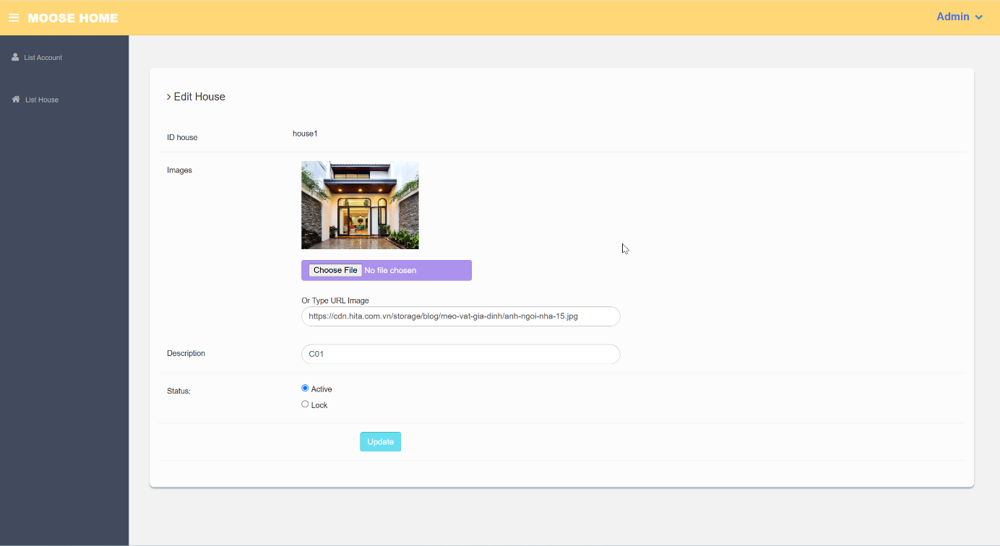 MOOSE HOME
Admin
List Account
List House
Edit House
ID house
house1
Images
Choose File No file chosen
Or Type URL Image
https://cdn.hita.com.vn/storage/blog/meo-vat-gia-dinh/anh-ngoi-nha-15.jpg
Description
C01
Status:
Active
Lock
Update